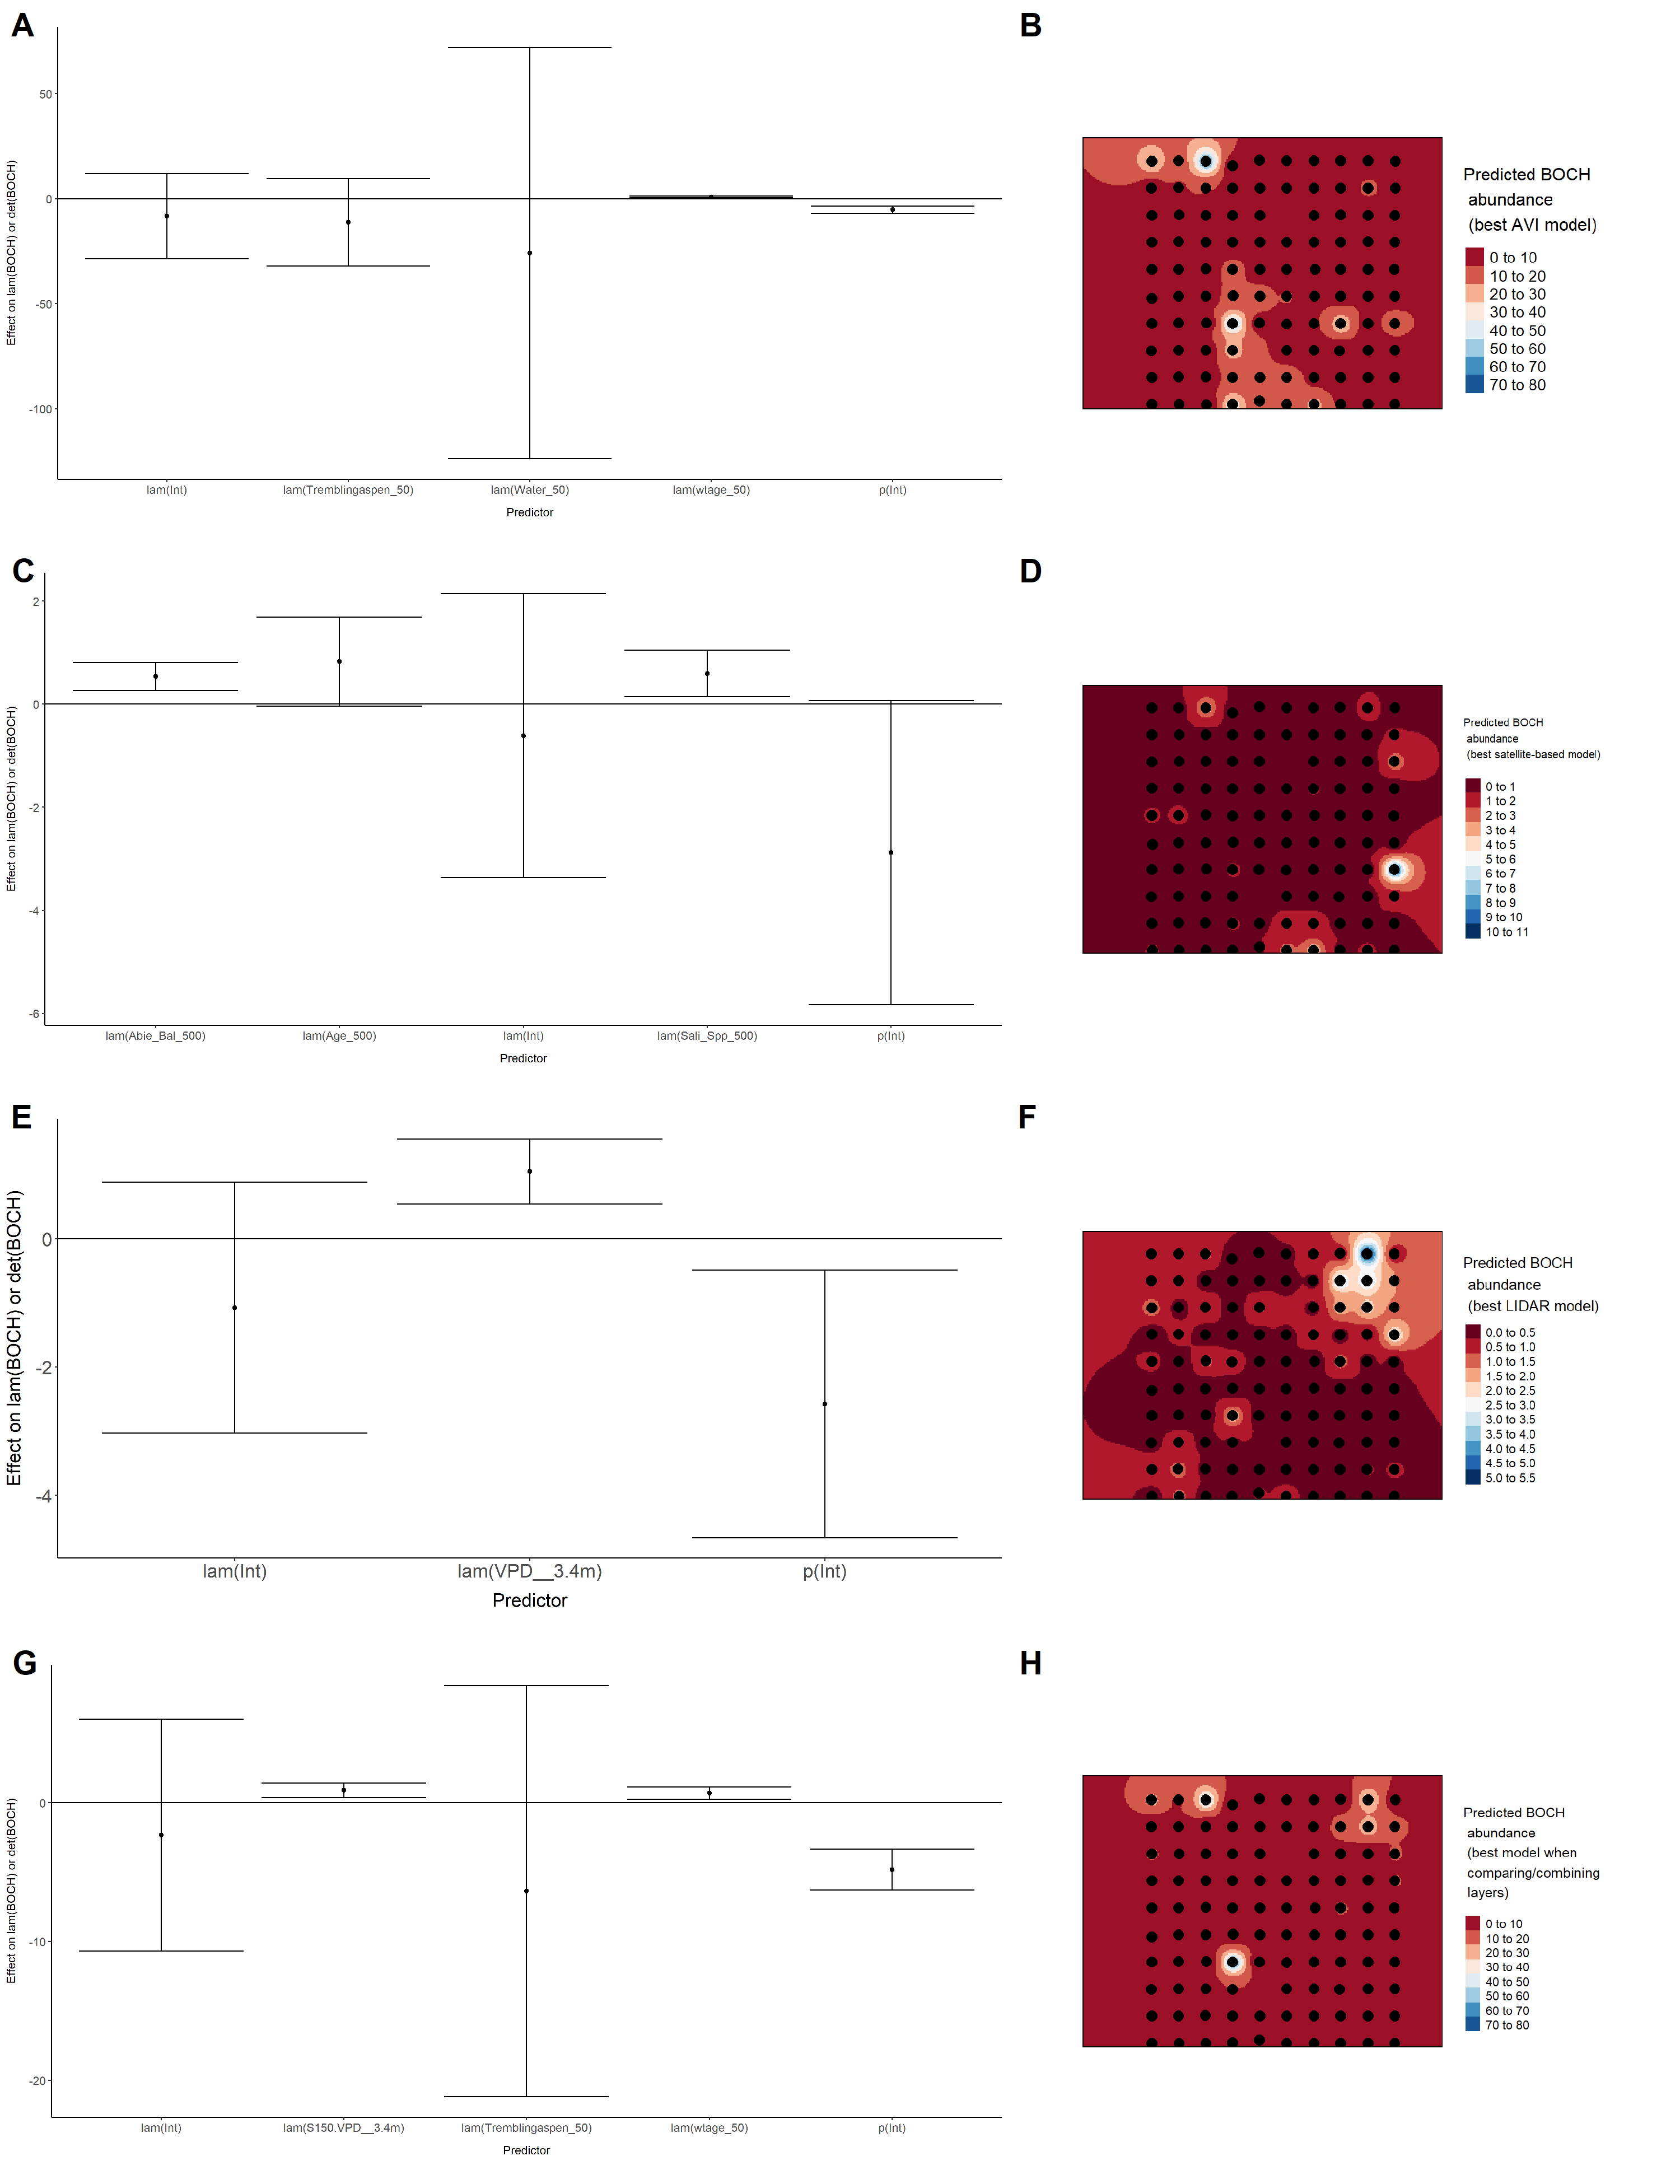 A
Effect on lam(BOCH) or det(BOCH)
50
0
-50
-100
lam(Int)
lam(Tremblingaspen_50)
lam(Water_50)
lam(wtage_50)
p(Int)
Predictor
B
Predicted BOCH
abundance
(best AVI model)
0 to 10
10 to 20
20 to 30
30 to 40
40 to 50
50 to 60
60 to 70
70 to 80
C
Effect on lam(BOCH) or det(BOCH)
2
0
-2
-4
-6
lam(Abie_Bal_500)
lam(Age_500)
lam(Int)
lam(Sali_Spp_500)
p(Int)
Predictor
D
Predicted BOCH
abundance
(best satellite-based model)
0 to 1
1 to 2
2 to 3
3 to 4
4 to 5
5 to 6
6 to 7
7 to 8
8 to 9
9 to 10
10 to 11
E
Effect on lam(BOCH) or det(BOCH)
0
-2
-4
lam(Int)
lam(VPD__3.4m)
p(Int)
Predictor
F
Predicted BOCH
abundance
(best LIDAR model)
0.0 to 0.5
0.5 to 1.0
1.0 to 1.5
1.5 to 2.0
2.0 to 2.5
2.5 to 3.0
3.0 to 3.5
3.5 to 4.0
4.0 to 4.5
4.5 to 5.0
5.0 to 5.5
G
Effect on lam(BOCH) or det(BOCH)
0
-10
-20
lam(Int)
lam(S150.VPD__3.4m)
lam(Tremblingaspen_50)
lam(wtage_50)
p(Int)
Predictor
H
Predicted BOCH
abundance
(best model when
comparing/combining
layers)
0 to 10
10 to 20
20 to 30
30 to 40
40 to 50
50 to 60
60 to 70
70 to 80